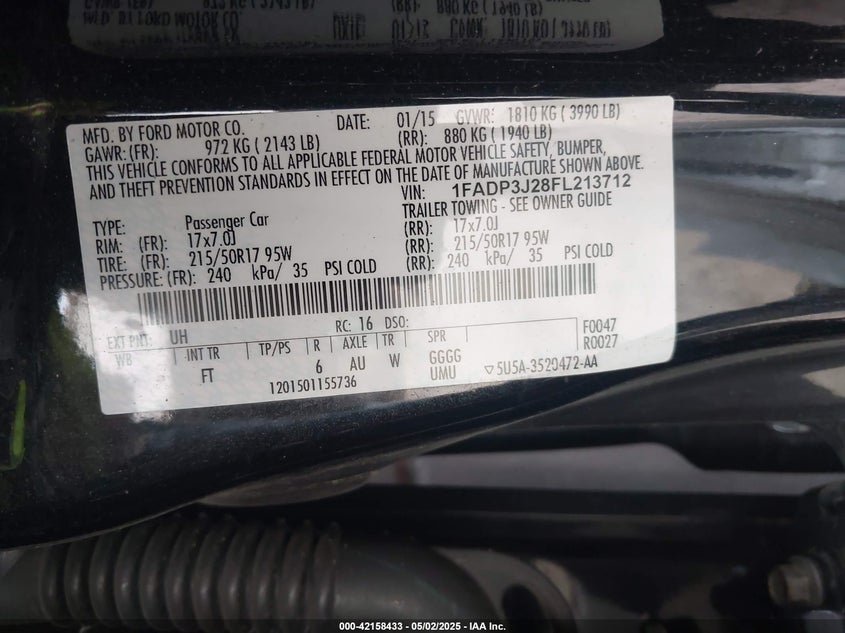 MFD. BY FORD MOTOR CO. DATE: 01/15 GVWR: 1810 KG ( 3990 LB)
GAWR: (FR): 972 KG ( 2143 LB) (RR): 880 KG ( 1940 LB)
THIS VEHICLE CONFORMS TO ALL APPLICABLE FEDERAL MOTOR VEHICLE SAFETY, BUMPER,
AND THEFT PREVENTION STANDARDS IN EFFECT ON THE DATE OF MANUFACTURE SHOWN ABOVE.
VIN: 1FADP3J28FL213712
TYPE: Passenger Car TRAILER TOWING - SEE OWNER GUIDE
RIM: (FR): 17x7.0J (RR): 17x7.0J
TIRE: (FR): 215/50R17 95W (RR): 215/50R17 95W
PRESSURE: (FR): 240 kPa/ 35 PSI COLD (RR): 240 kPa/ 35 PSI COLD
EXT PNT: UH RC: 16 DSO: F0047
WB INT TR TP/PS R AXLE TR SPR R0027
FT 6 AU W GGGG
UMU
1201501155736 5U5A-3520472-AA
000-42158433 - 05/02/2025 - IAA Inc.